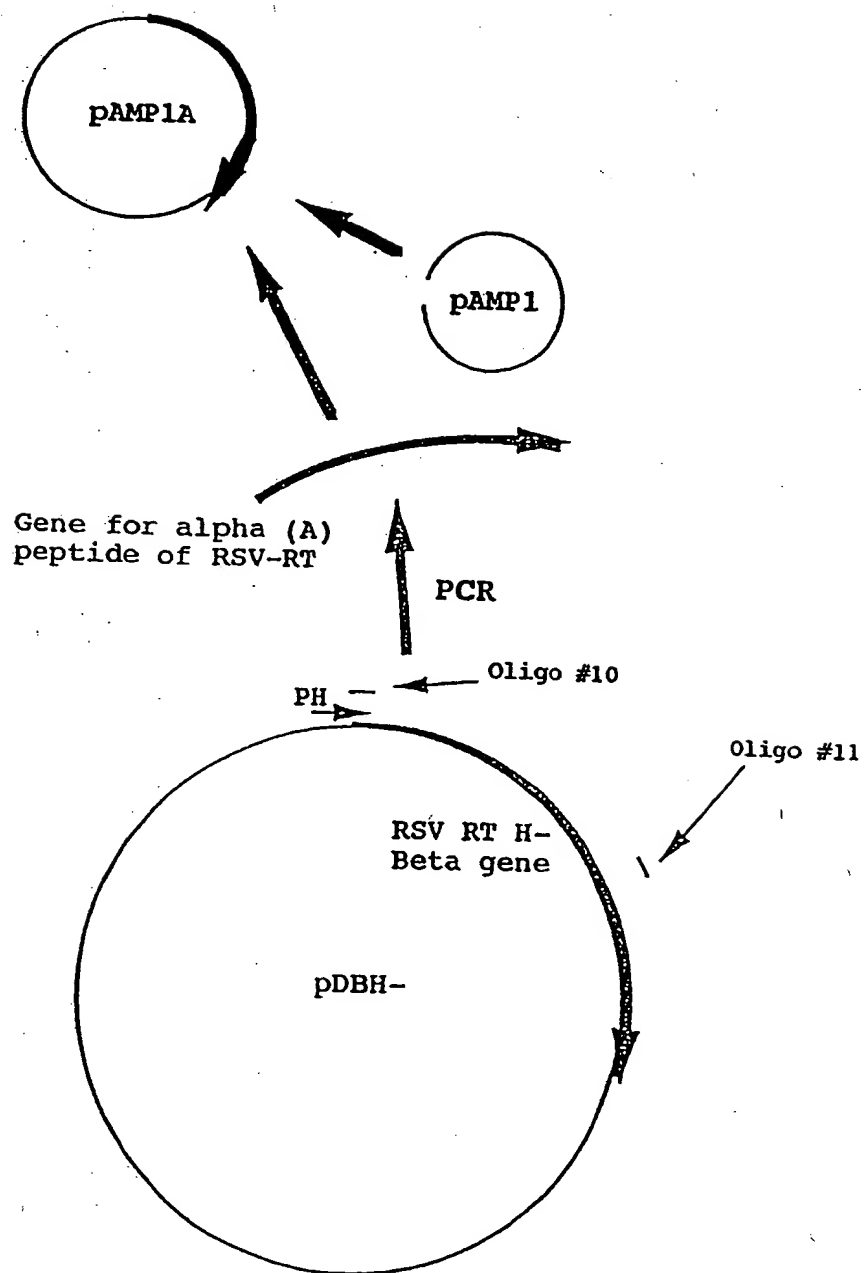 pAMP1A
pAMP1
Gene for alpha (A)
peptide of RSV-RT
PCR
Oligo #10
PH
Oligo #11
RSV RT H-
Beta gene
pDBH-